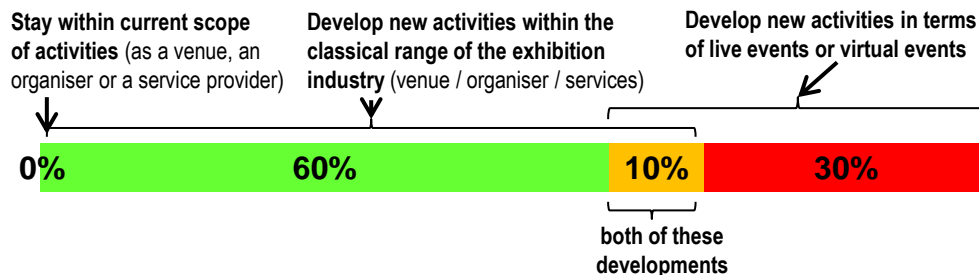 Stay within current scope
of activities (as a venue, an
organiser or a service provider)
Develop new activities within the
classical range of the exhibition
industry (venue / organiser / services)
Develop new activities in terms
of live events or virtual events
0%
60%
10%
30%
both of these
developments